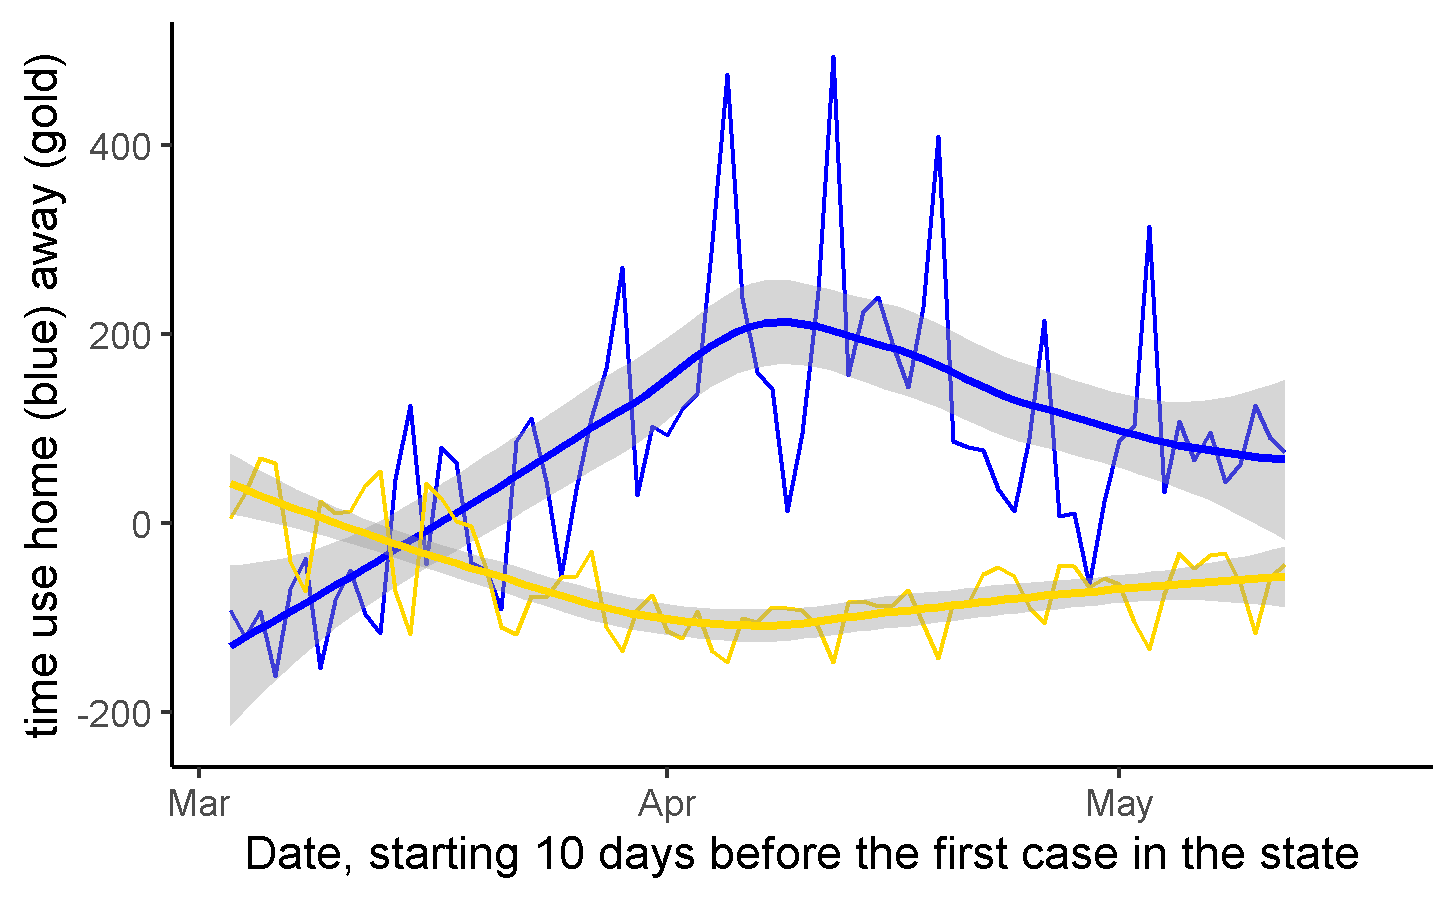 time use home (blue) away (gold)
400
200
0
-200
Mar
Apr
May
Date, starting 10 days before the first case in the state